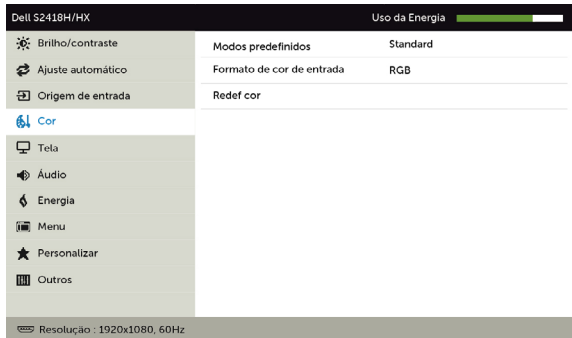 Dell S2418H/HX Uso da Energia
Brilho/contraste
Ajuste automático
Origem de entrada
Cor
Tela
Áudio
Energia
Menu
Personalizar
Outros
Modos predefinidos Standard
Formato de cor de entrada RGB
Redef cor
Resolução : 1920x1080, 60Hz